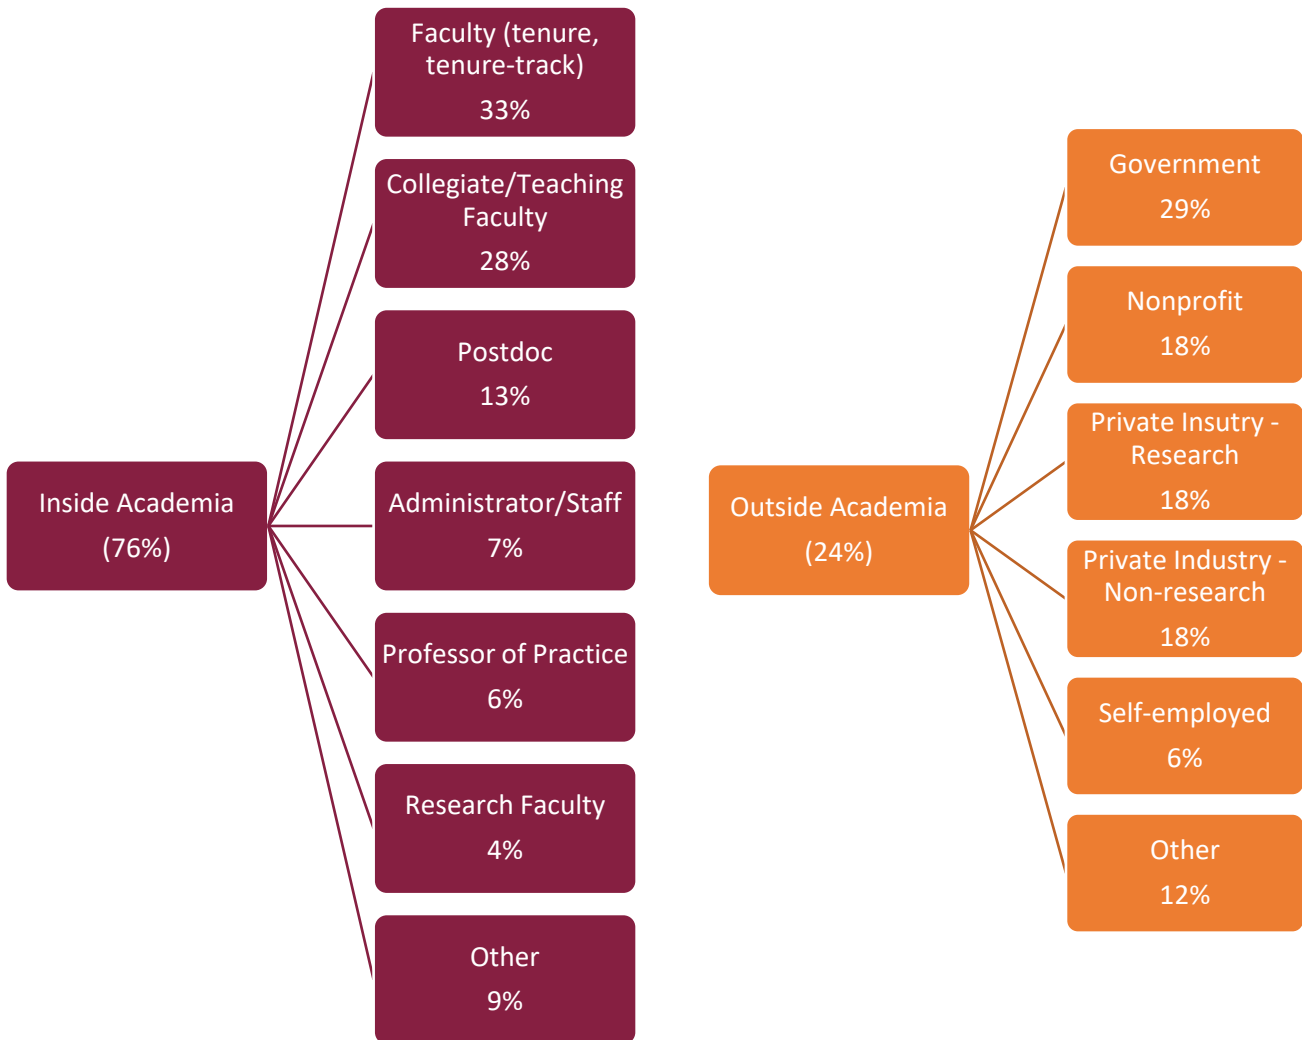 Inside Academia
(76%)
Faculty (tenure,
tenure-track)
33%
Collegiate/Teaching
Faculty
28%
Postdoc
13%
Administrator/Staff
7%
Professor of Practice
6%
Research Faculty
4%
Other
9%
Outside Academia
(24%)
Government
29%
Nonprofit
18%
Private Insutry -
Research
18%
Private Industry -
Non-research
18%
Self-employed
6%
Other
12%